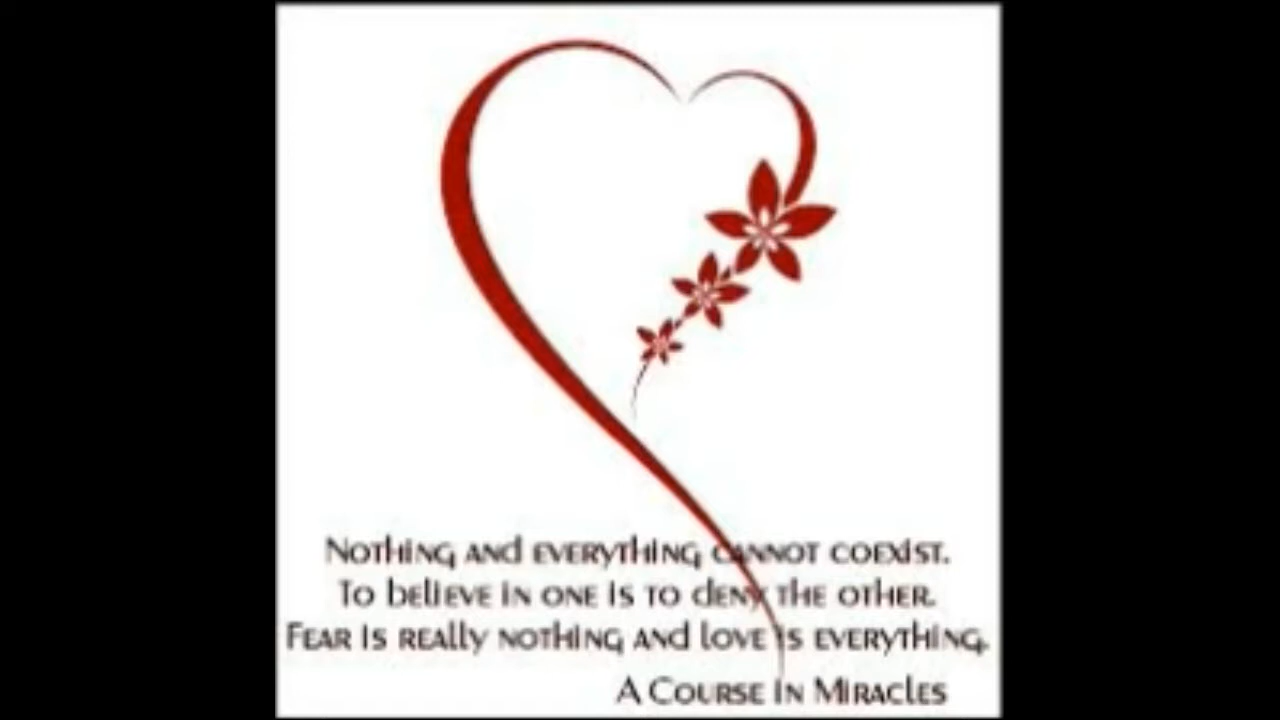 Nothing and everything cannot coexist.
To believe in one is to deny the other.
Fear is really nothing and love is everything.
A Course in Miracles